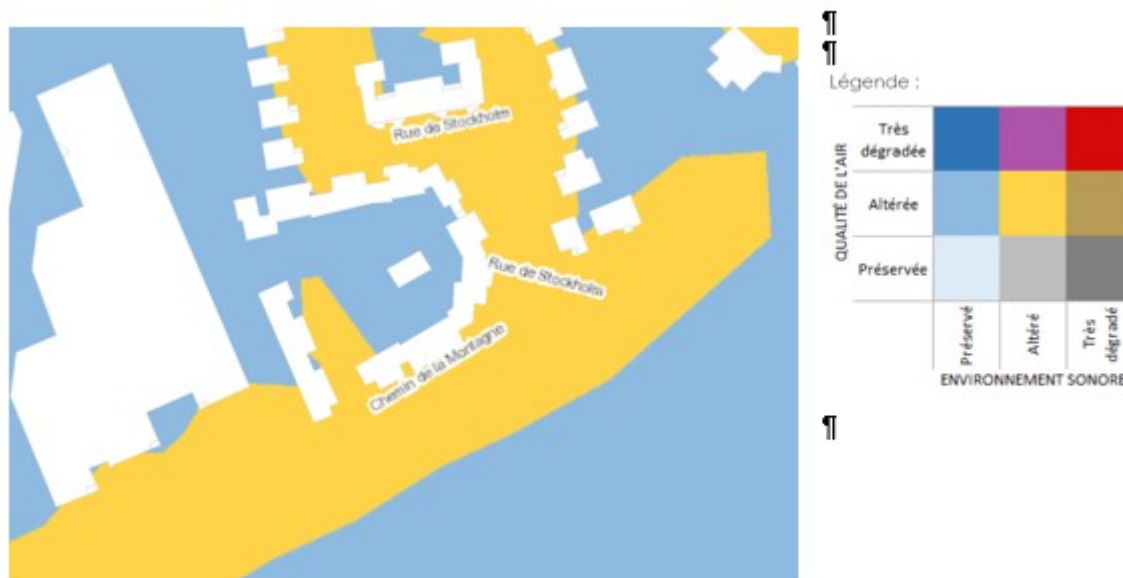 ¶
¶
Légende :
Rue de Stockholm
Rue de Stockholm
Chemin de la Montagne
QUALITÉ DE L'AIR
Très
dégradée
Altérée
Préservée
Préservé
Altéré
Très
dégradé
ENVIRONNEMENT SONORE
¶